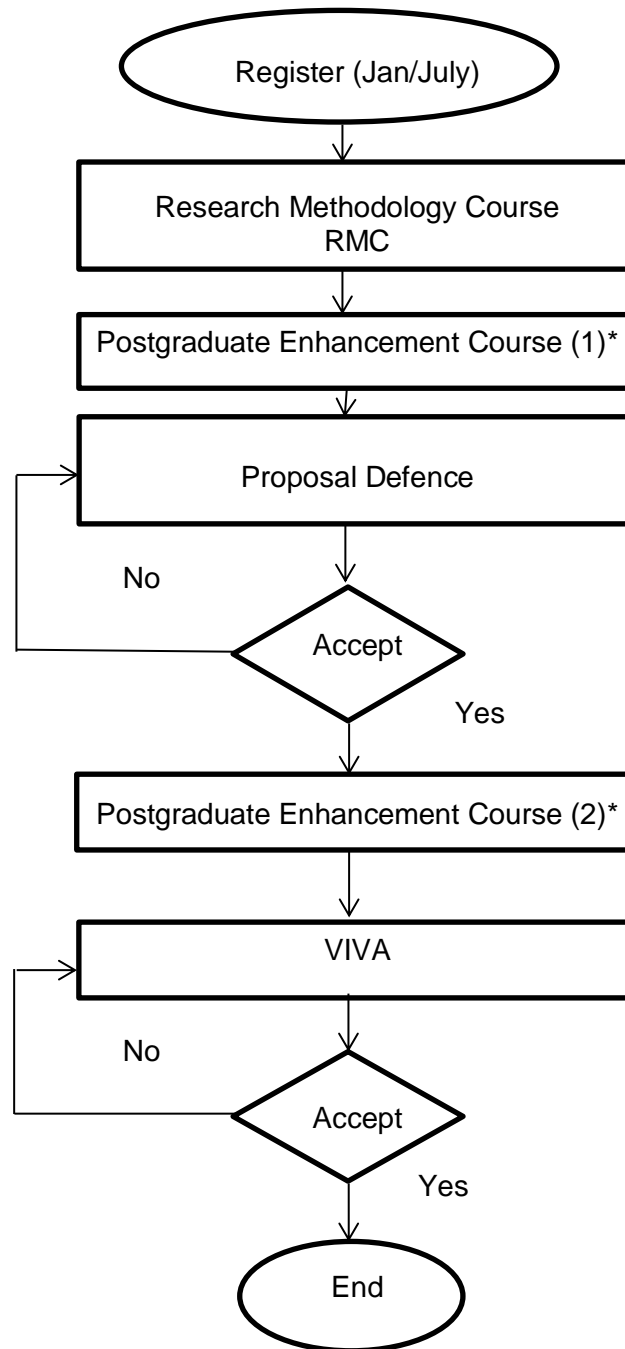 Register (Jan/July)
Research Methodology Course
RMC
Postgraduate Enhancement Course (1)*
Proposal Defence
No
Accept
Yes
Postgraduate Enhancement Course (2)*
VIVA
No
Accept
Yes
End